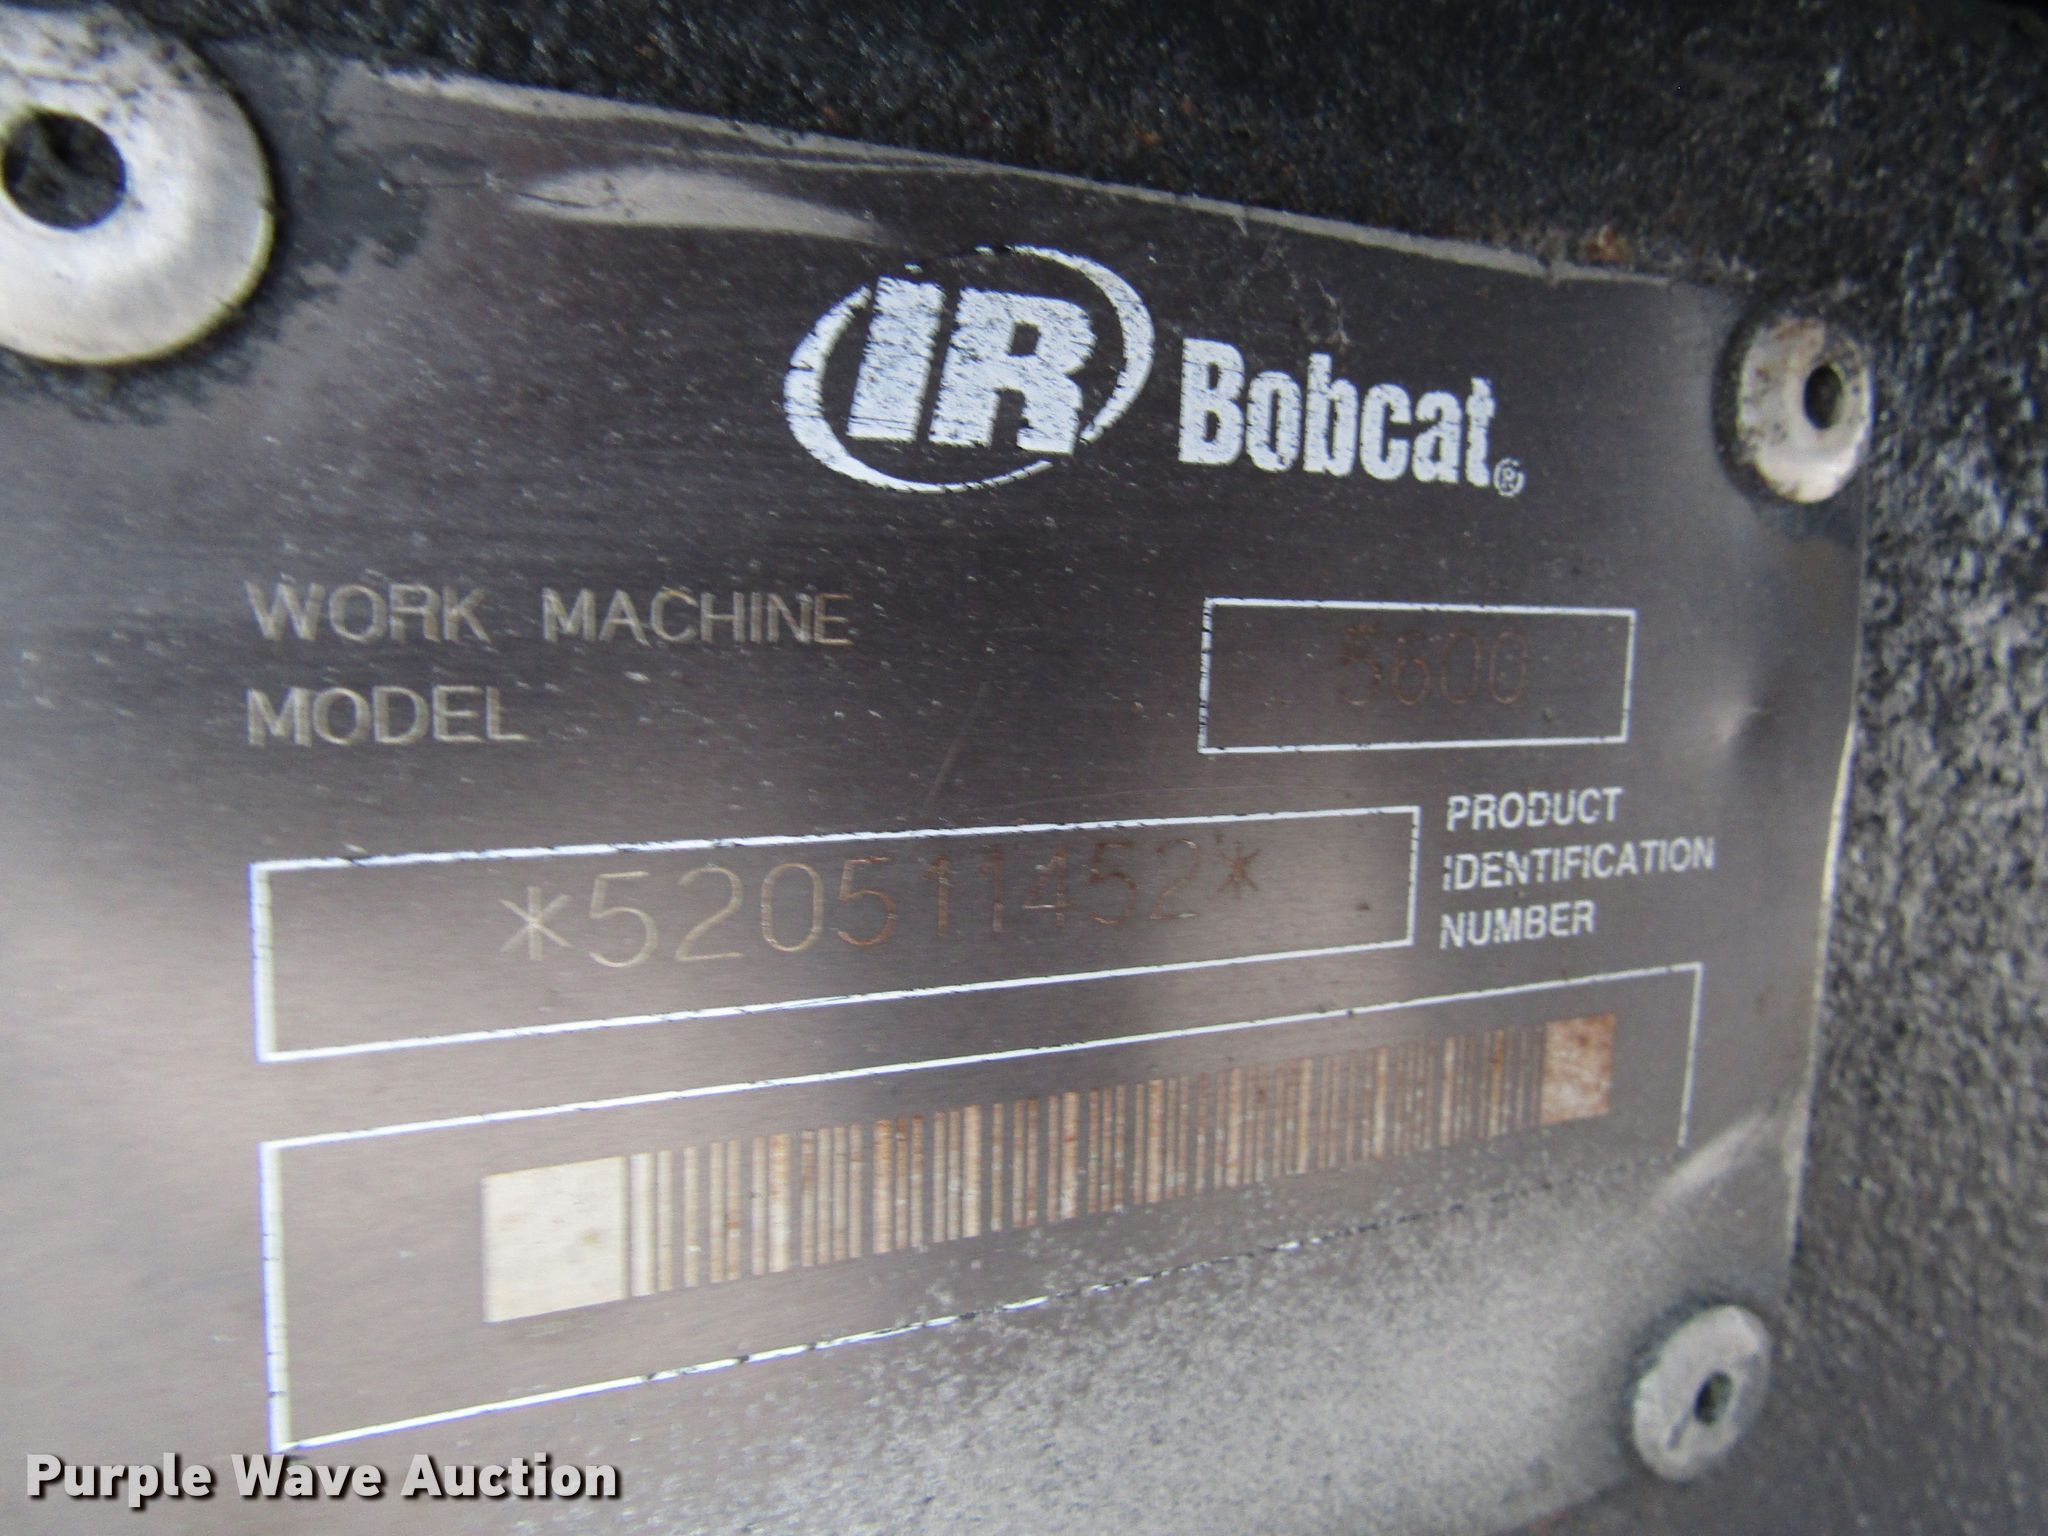 IR Bobcat®
WORK MACHINE
MODEL
5600
*520511452*
PRODUCT
IDENTIFICATION
NUMBER
Purple Wave Auction